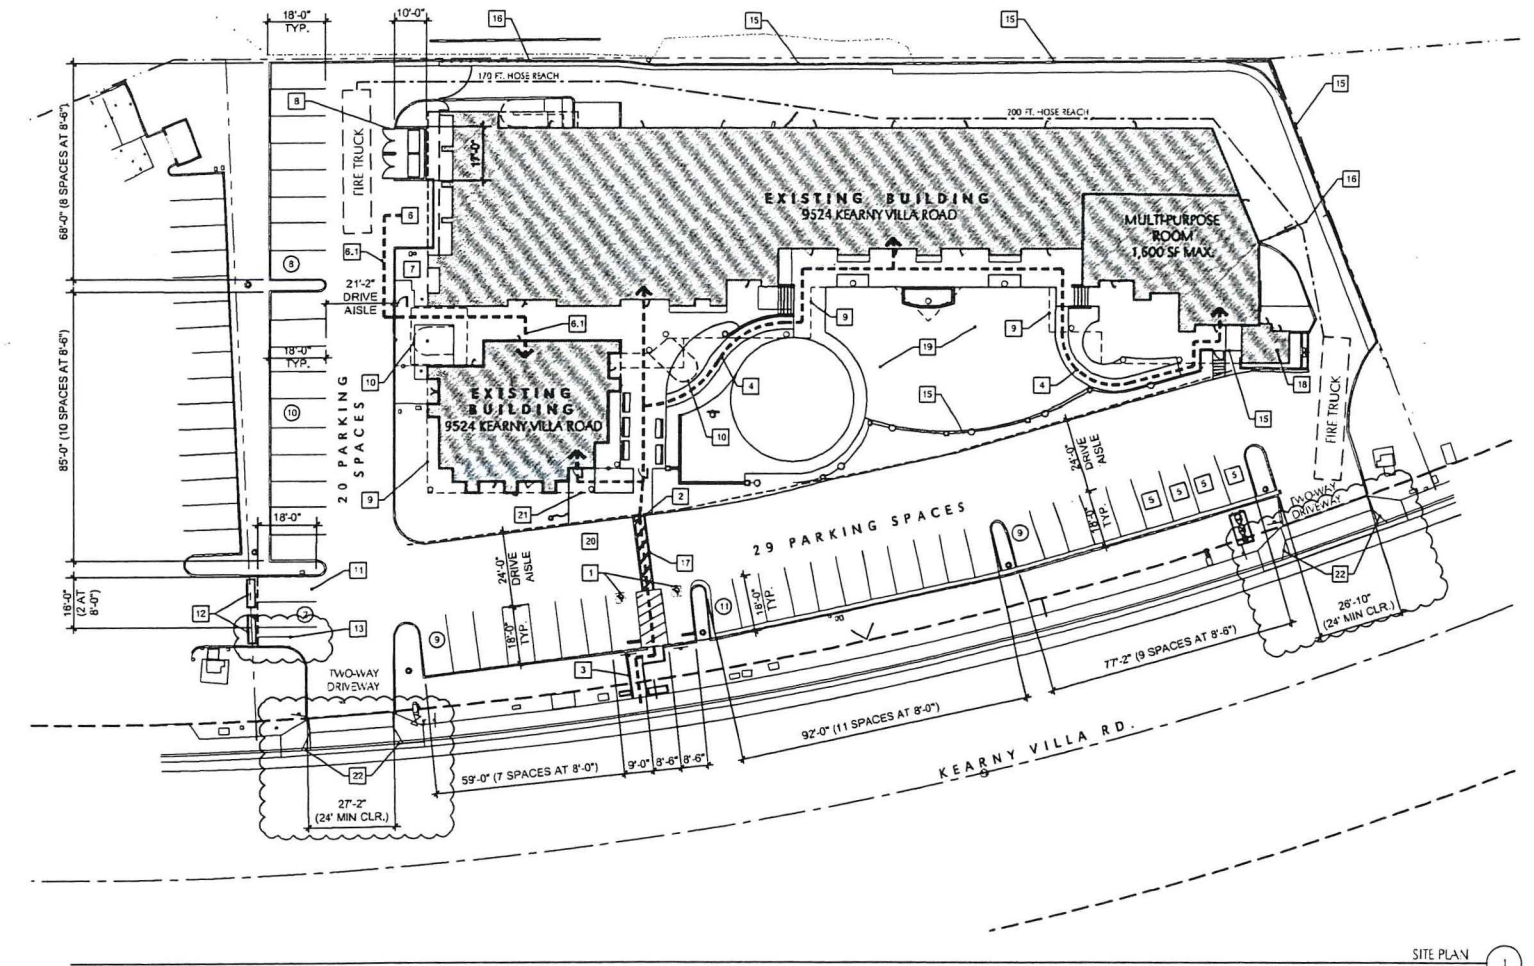 18'-0"
TYP.
10'-0"
16
15
15
170 FT. HOSE REACH
15
8
200 FT. HOSE REACH
68'-0" (8 SPACES AT 8'-6")
FIRE TRUCK
17'-0"
16
EXISTING BUILDING
9524 KEARNY VILLA ROAD
MULTI-PURPOSE
ROOM
1,600 SF MAX.
6
6.1
8
7
21'-2"
DRIVE
AISLE
6.1
9
9
19
18'-0"
TYP.
10
4
4
18
85'-0" (10 SPACES AT 8'-6")
20 PARKING
SPACES
10
EXISTING
BUILDING
9524 KEARNY VILLA ROAD
15
15
FIRE TRUCK
10
24'-0"
DRIVE
AISLE
9
2
21
18'-0"
TYP.
5
5
5
5
TWO-WAY
DRIVEWAY
18'-0"
29 PARKING SPACES
9
20
17
24'-0"
DRIVE
AISLE
11
1
22
16'-0"
(2 AT
8'-0")
12
2
13
18'-0"
TYP.
11
18'-0"
TYP.
26'-10"
(24' MIN CLR.)
9
3
TWO-WAY
DRIVEWAY
77'-2" (9 SPACES AT 8'-6")
92'-0" (11 SPACES AT 8'-0")
KEARNY VILLA RD.
59'-0" (7 SPACES AT 8'-0")
9'-0"
8'-6"
8'-6"
22
27'-2"
(24' MIN CLR.)
SITE PLAN
1